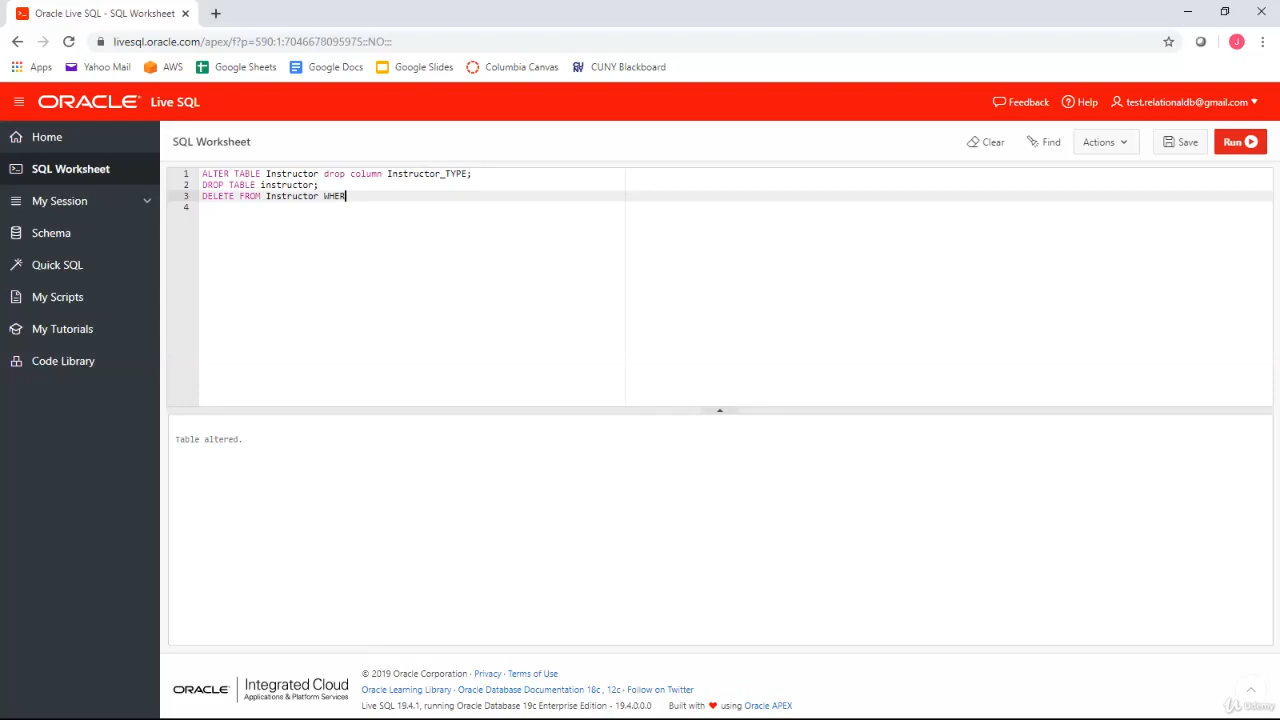 Oracle Live SQL - SQL Worksheet
livesql.oracle.com/apex/f?p=590:1:7046678095975::NO:::
J
Apps Yahoo Mail AWS Google Sheets Google Docs Google Slides Columbia Canvas CUNY Blackboard
ORACLE Live SQL Feedback Help test.relationaldb@gmail.com
Home
SQL Worksheet
My Session
Schema
Quick SQL
My Scripts
My Tutorials
Code Library
SQL Worksheet Clear Find Actions Save Run
1 ALTER TABLE Instructor drop column Instructor_TYPE;
2 DROP TABLE instructor;
3 DELETE FROM Instructor WHER
4
Table altered.
ORACLE Integrated Cloud
Applications & Platform Services
© 2019 Oracle Corporation · Privacy · Terms of Use
Oracle Learning Library · Oracle Database Documentation 18c , 12c · Follow on Twitter
Live SQL 19.4.1, running Oracle Database 19c Enterprise Edition - 19.4.0.0.0 Built with ♥ using Oracle APEX
Udemy